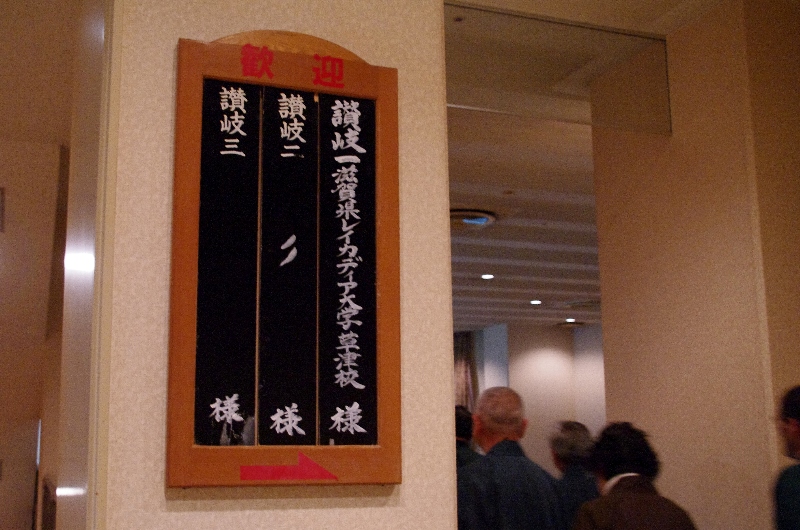 歓迎
讃岐一滋賀県レイカディア大学草津校様
讃岐二〃様
讃岐三様